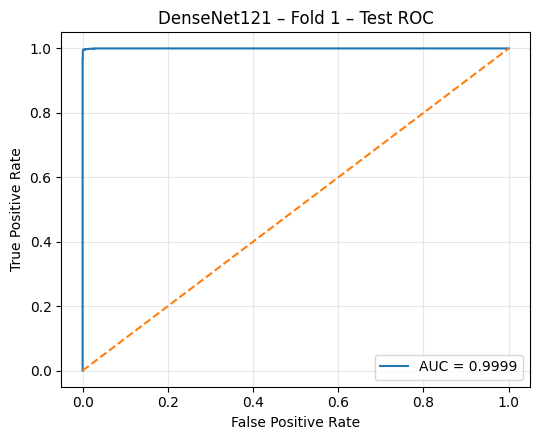 DenseNet121 – Fold 1 – Test ROC
True Positive Rate
1.0
0.8
0.6
0.4
0.2
0.0
AUC = 0.9999
0.0 0.2 0.4 0.6 0.8 1.0
False Positive Rate